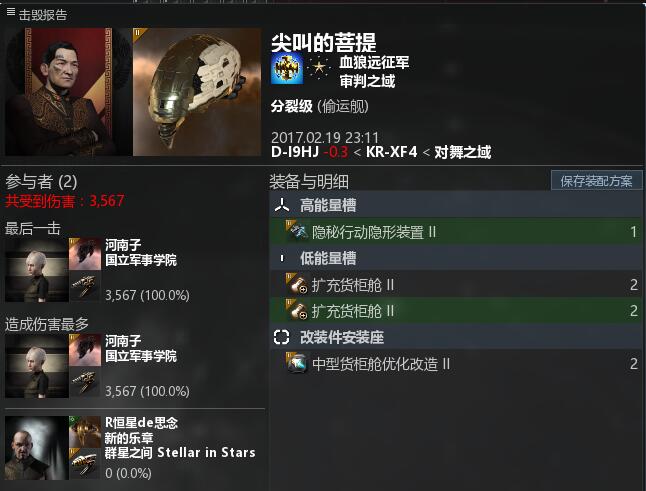 击毁报告
尖叫的菩提
血狼远征军
审判之域
分裂级 (偷运舰)
2017.02.19 23:11
D-I9HJ -0.3 < KR-XF4 < 对舞之域
参与者 (2)
共受到伤害：3,567
最后一击
河南子
国立军事学院
3,567 (100.0%)
造成伤害最多
河南子
国立军事学院
3,567 (100.0%)
R恒星de思念
新的乐章
群星之间 Stellar in Stars
0 (0.0%)
装备与明细
保存装配方案
高能量槽
隐秘行动隐形装置 II 1
低能量槽
扩充货柜舱 II 2
扩充货柜舱 II 2
改装件安装座
中型货柜舱优化改造 II 2